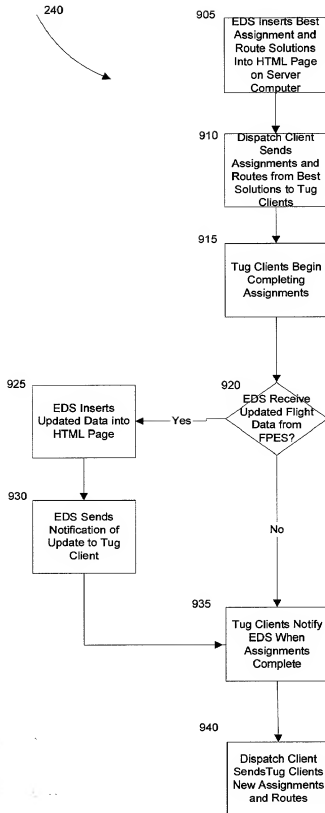 240
905
EDS Inserts Best
Assignment and
Route Solutions
Into HTML Page
on Server
Computer
910
Dispatch Client
Sends
Assignments and
Routes from Best
Solutions to Tug
Clients
915
Tug Clients Begin
Completing
Assignments
920
EDS Receive
Updated Flight
Data from
FPES?
Yes
925
EDS Inserts
Updated Data into
HTML Page
930
EDS Sends
Notification of
Update to Tug
Client
No
935
Tug Clients Notify
EDS When
Assignments
Complete
940
Dispatch Client
SendsTug Clients
New Assignments
and Routes